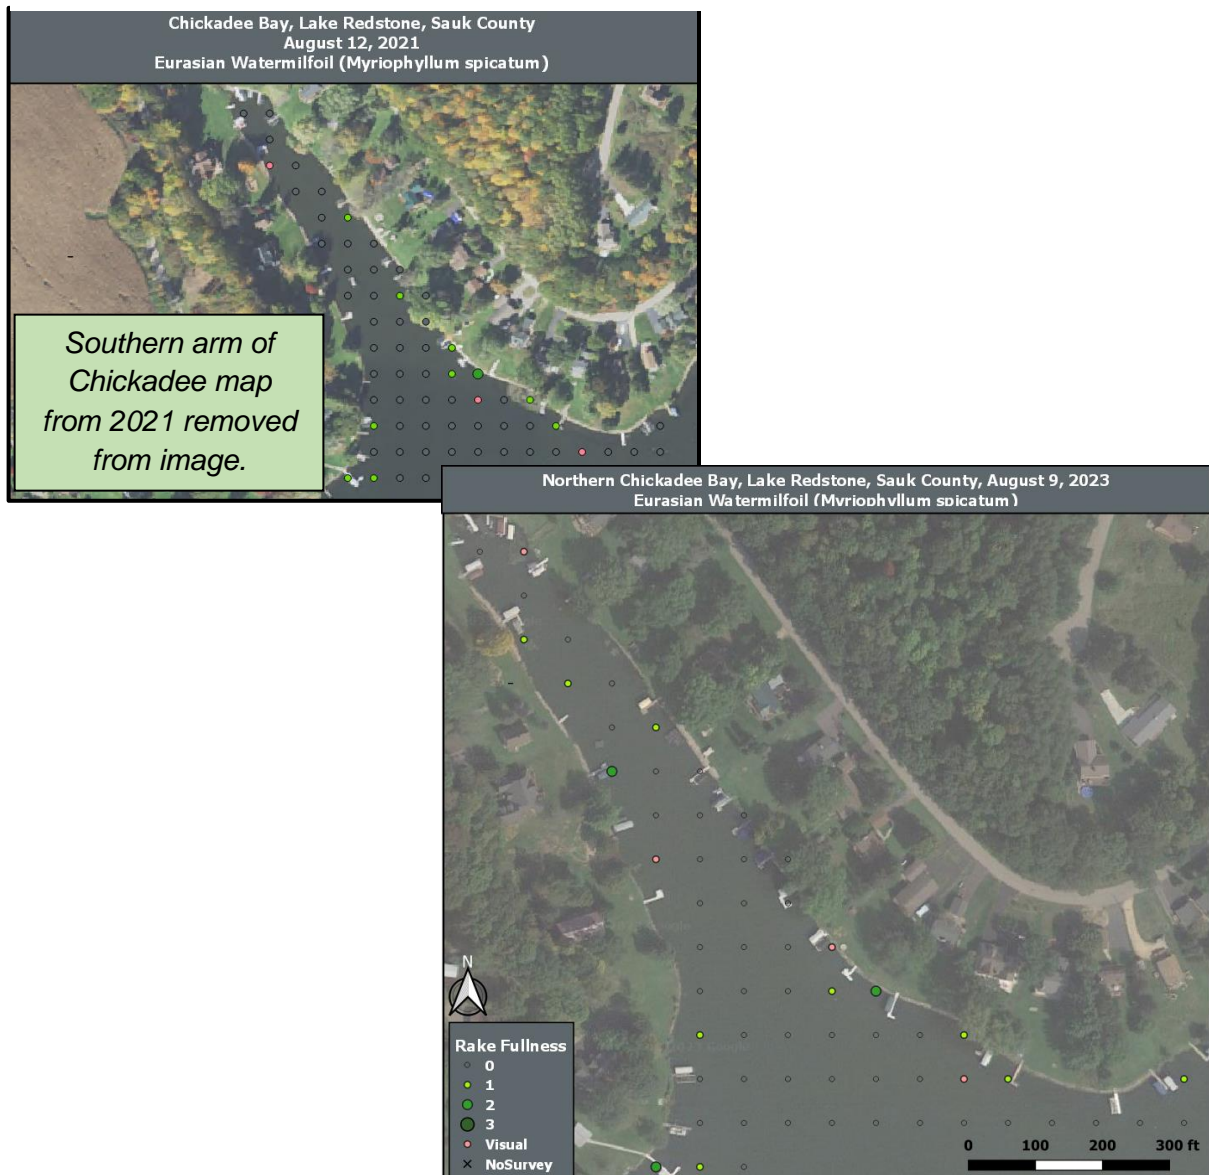 Chickadee Bay, Lake Redstone, Sauk County
August 12, 2021
Eurasian Watermilfoil (Myriophyllum spicatum)
Southern arm of
Chickadee map
from 2021 removed
from image.
Northern Chickadee Bay, Lake Redstone, Sauk County, August 9, 2023
Eurasian Watermilfoil (Myriophyllum spicatum)
N
Rake Fullness
0
1
2
3
Visual
NoSurvey
0 100 200 300 ft